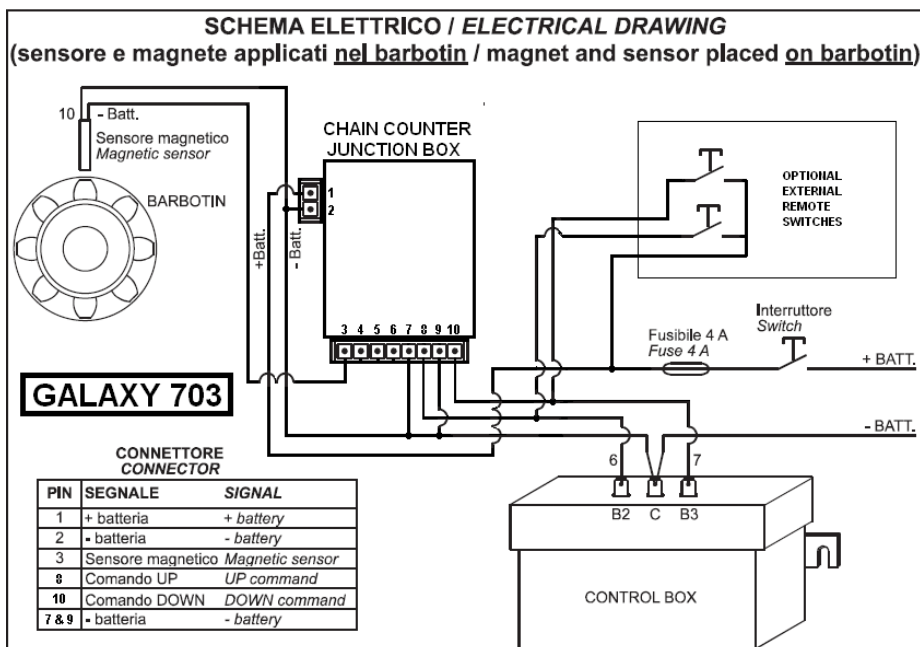 SCHEMA ELETTRICO / ELECTRICAL DRAWING
(sensore e magnete applicati nel barbotin / magnet and sensor placed on barbotin)
10
- Batt.
Sensore magnetico
Magnetic sensor
BARBOTIN
CHAIN COUNTER
JUNCTION BOX
1
2
+Batt.
- Batt.
3 4 5 6 7 8 9 10
OPTIONAL
EXTERNAL
REMOTE
SWITCHES
Interruttore
Switch
Fusibile 4 A
Fuse 4 A
+ BATT.
- BATT.
GALAXY 703
6
7
B2 C B3
CONTROL BOX
CONNETTORE
CONNECTOR
PIN SEGNALE SIGNAL
1 + batteria + battery
2 - batteria - battery
3 Sensore magnetico Magnetic sensor
8 Comando UP UP command
10 Comando DOWN DOWN command
7 & 9 - batteria - battery